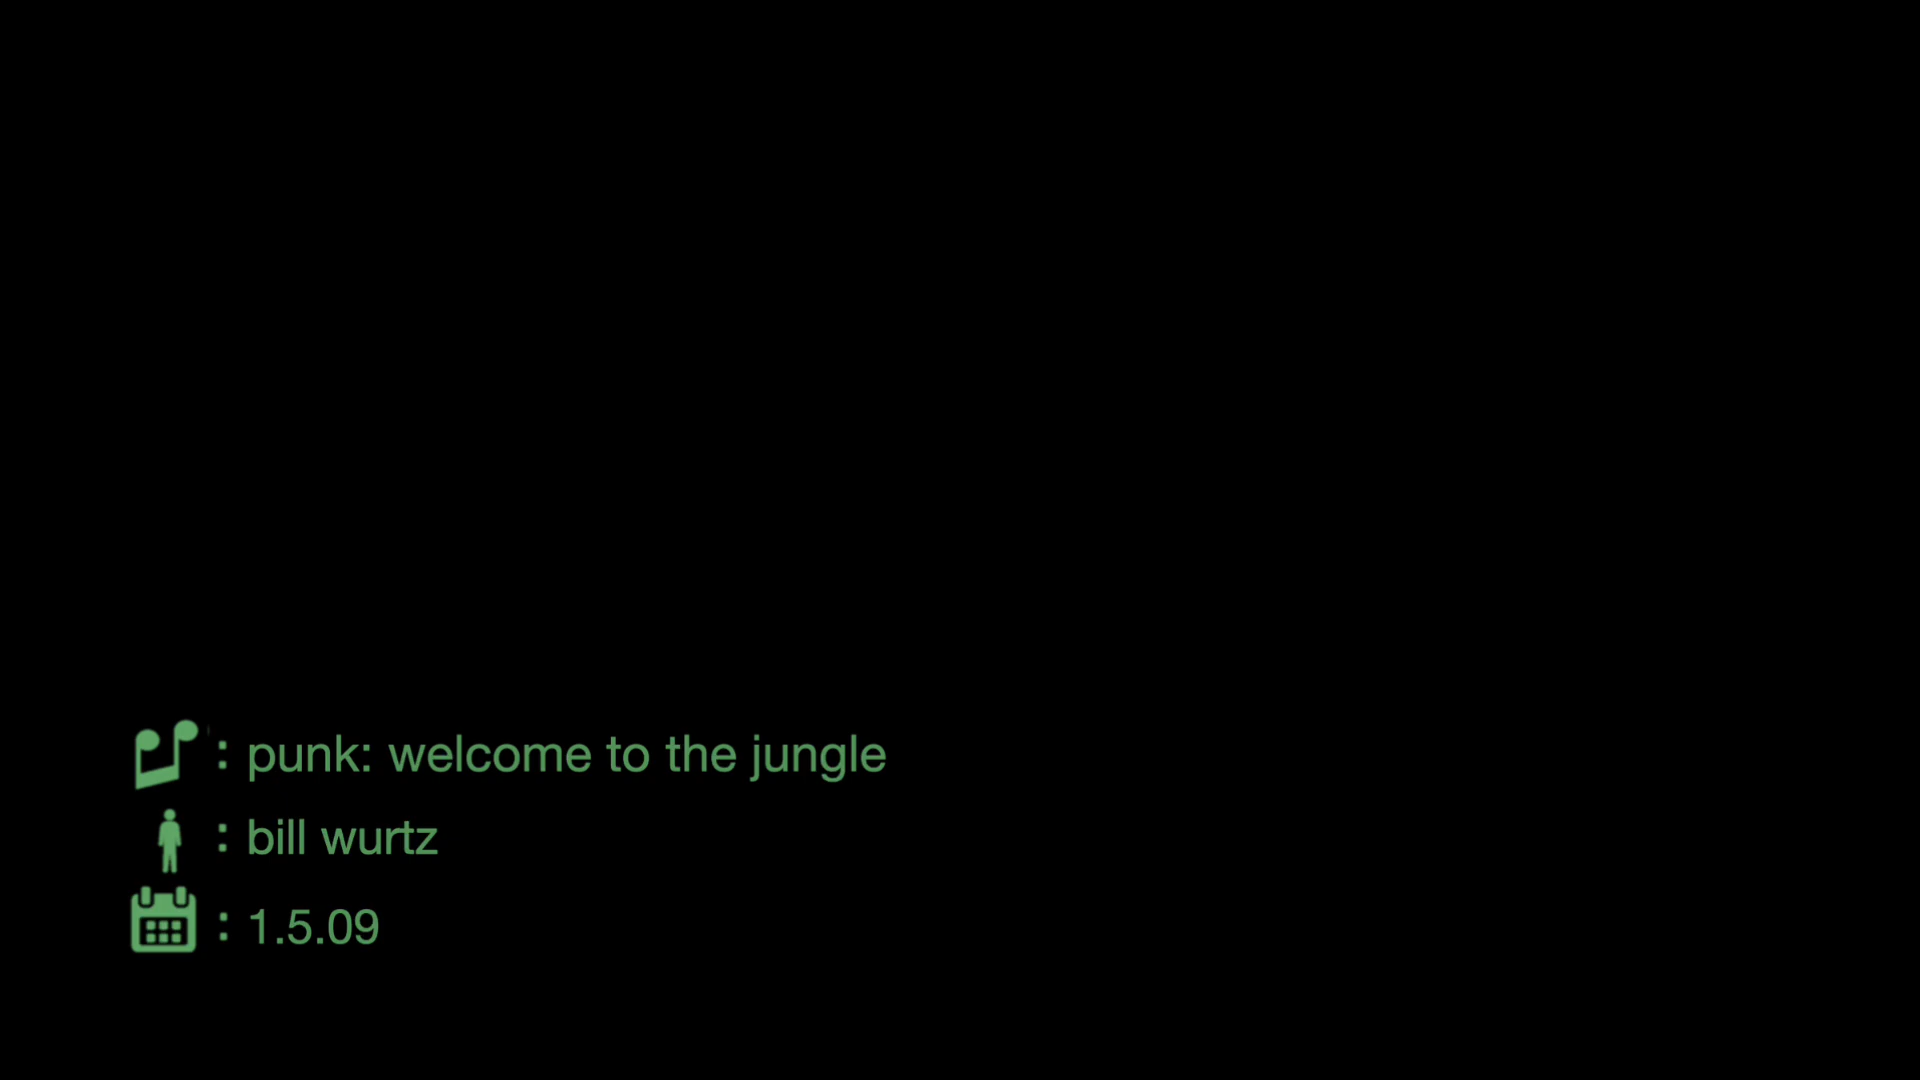 : punk: welcome to the jungle
: bill wurtz
: 1.5.09